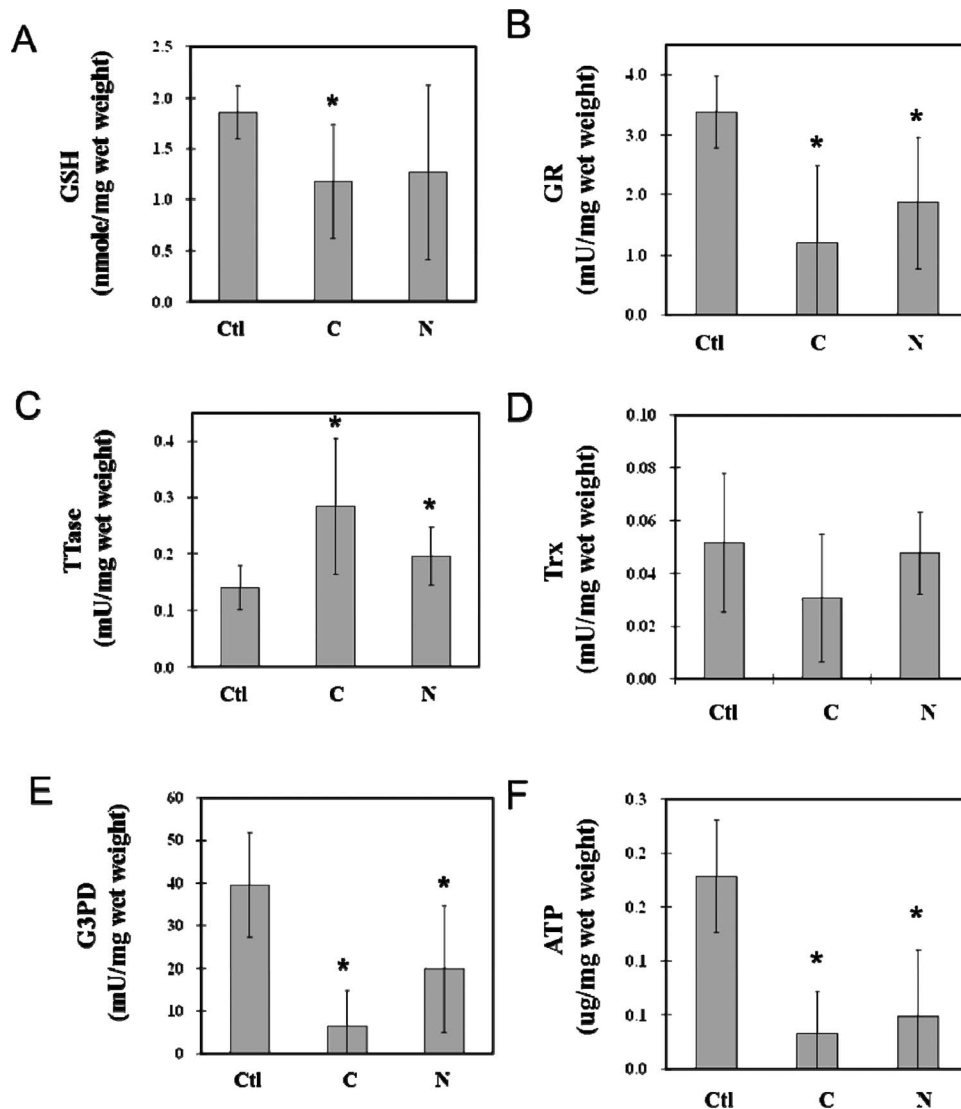 A
GSH
(nmole/mg wet weight)
2.5
2.0
1.5
1.0
0.5
0.0
*
Ctl C N
B
GR
(mU/mg wet weight)
4.0
3.0
2.0
1.0
0.0
* *
Ctl C N
C
TTase
(mU/mg wet weight)
0.4
0.3
0.2
0.1
0.0
* *
Ctl C N
D
Trx
(mU/mg wet weight)
0.10
0.08
0.06
0.04
0.02
0.00
Ctl C N
E
G3PD
(mU/mg wet weight)
60
50
40
30
20
10
0
* *
Ctl C N
F
ATP
(ug/mg wet weight)
0.3
0.2
0.2
0.1
0.1
0.0
* *
Ctl C N